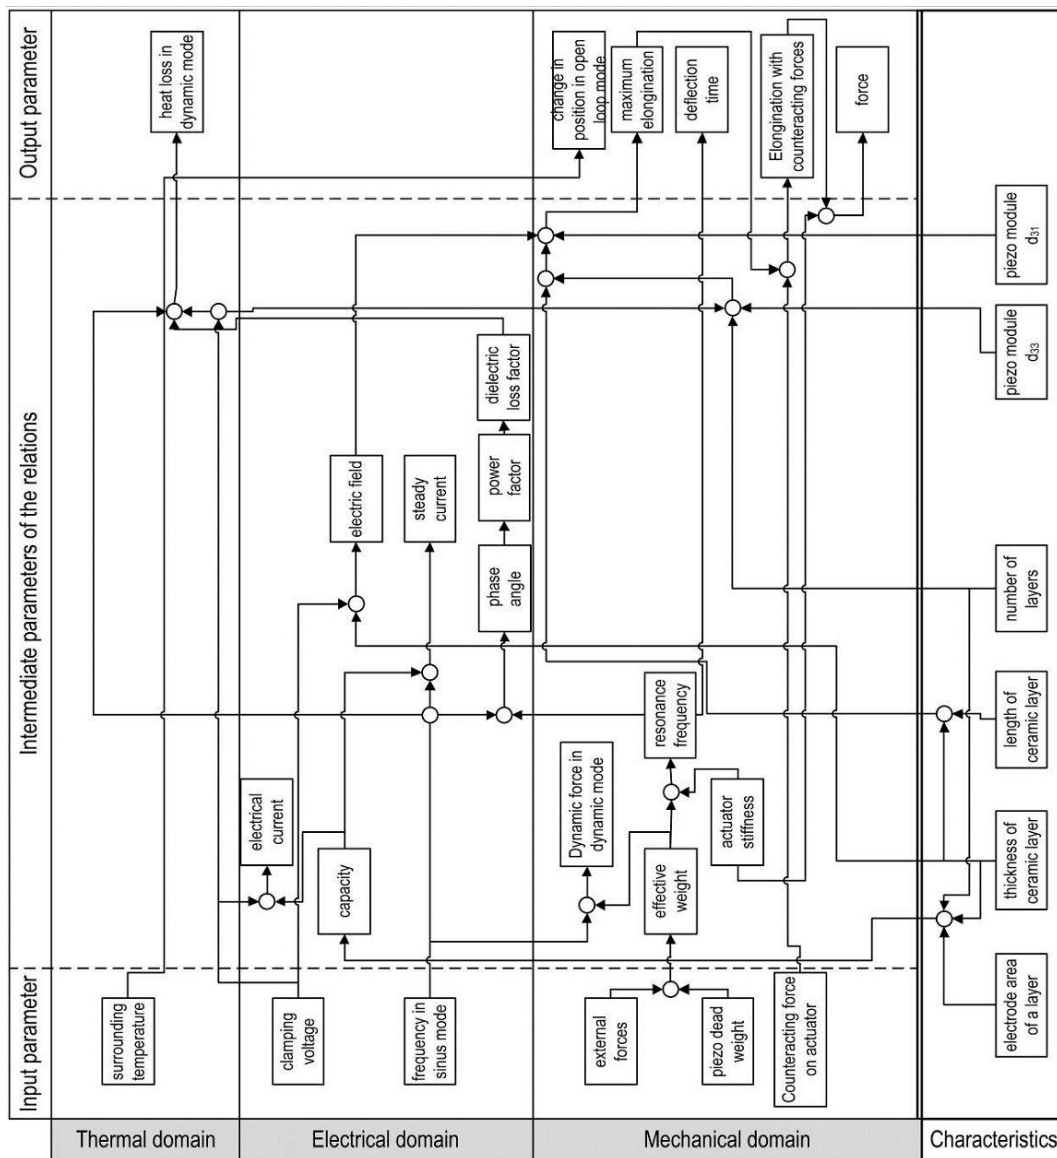 Input parameter
Intermediate parameters of the relations
Output parameter
Thermal domain
surrounding
temperature
heat loss in
dynamic mode
Electrical domain
clamping
voltage
frequency in
sinus mode
electrical
current
capacity
electric field
steady
current
phase
angle
power
factor
dielectric
loss factor
Mechanical domain
external
forces
piezo dead
weight
Counteracting force
on actuator
Dynamic force in
dynamic mode
effective
weight
actuator
stiffness
resonance
frequency
change in
position in open
loop mode
maximum
elongination
deflection
time
Elongination with
counteracting forces
force
Characteristics
electrode area
of a layer
thickness of
ceramic layer
length of
ceramic layer
number of
layers
piezo module
d33
piezo module
d31